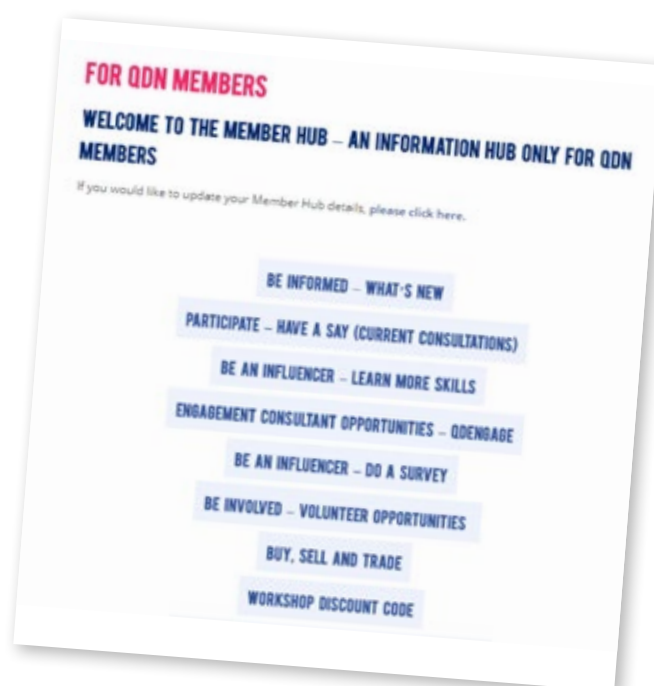 FOR QDN MEMBERS
WELCOME TO THE MEMBER HUB – AN INFORMATION HUB ONLY FOR QDN
MEMBERS
If you would like to update your Member Hub details, please click here.
BE INFORMED – WHAT'S NEW
PARTICIPATE – HAVE A SAY (CURRENT CONSULTATIONS)
BE AN INFLUENCER – LEARN MORE SKILLS
ENGAGEMENT CONSULTANT OPPORTUNITIES – QDENGAGE
BE AN INFLUENCER – DO A SURVEY
BE INVOLVED – VOLUNTEER OPPORTUNITIES
BUY, SELL AND TRADE
WORKSHOP DISCOUNT CODE